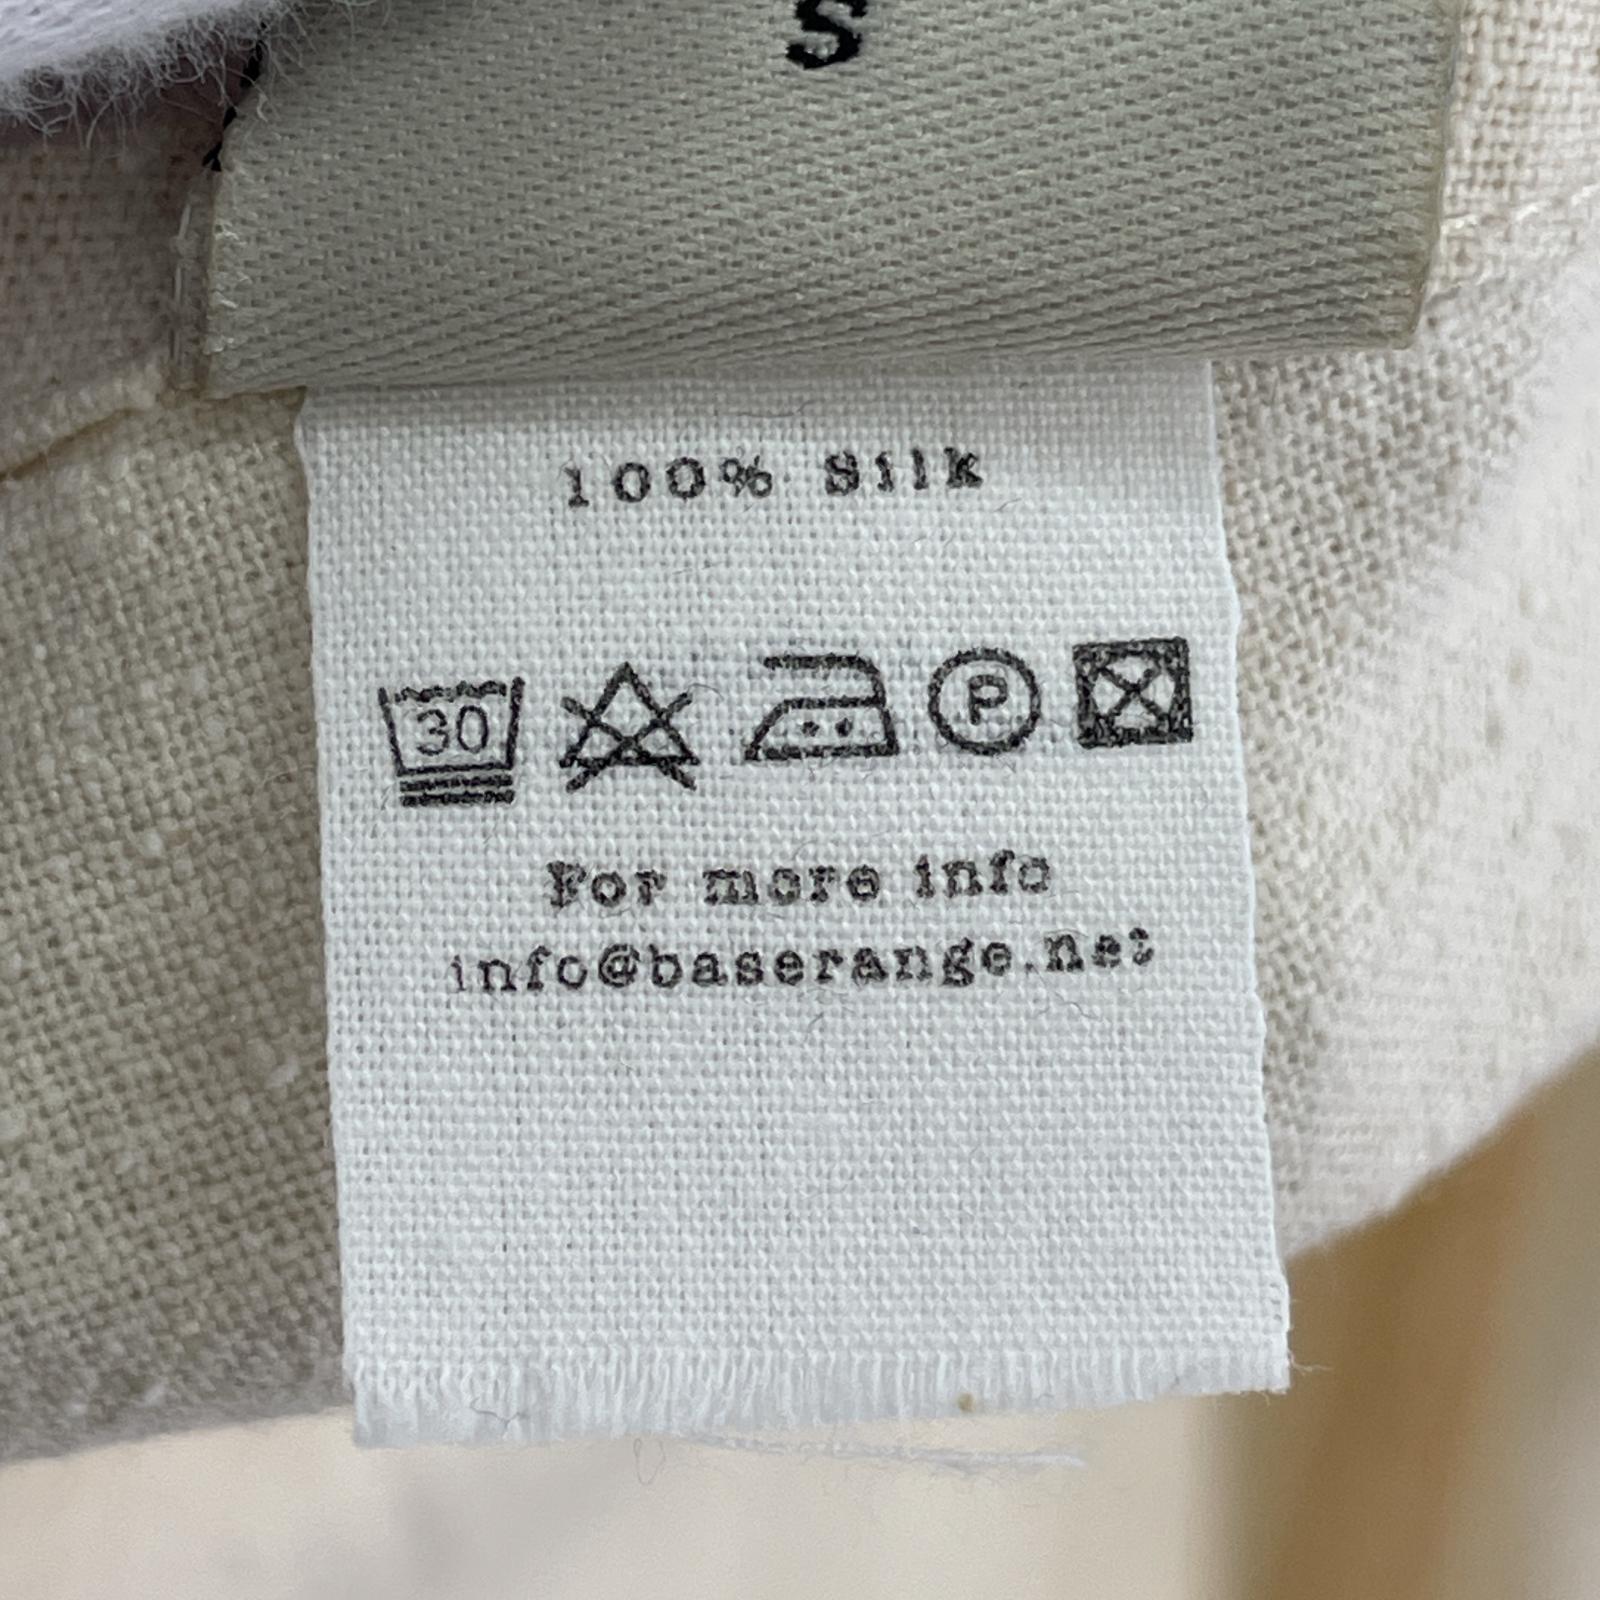 S
100% Silk
30 P
For more info
info@baserange.net